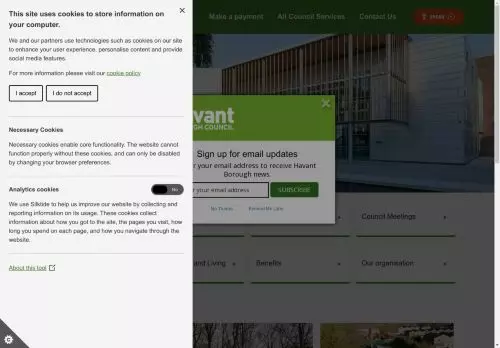 This site uses cookies to store information on
your computer.
We and our partners use technologies such as cookies on our site
to enhance your user experience, personalise content and provide
social media features.
For more information please visit our cookie policy
I accept
I do not accept
Necessary Cookies
Necessary cookies enable core functionality. The website cannot
function properly without these cookies, and can only be disabled
by changing your browser preferences.
Analytics cookies
No
We use Silktide to help us improve our website by collecting and
reporting information on its usage. These cookies collect
information about how you got to the site, the pages you visit, how
long you spend on each page, and how you navigate through the
website.
About this tool
Make a payment
All Council Services
Contact Us
vant
GH COUNCIL
Sign up for email updates
er your email address to receive Havant
Borough news.
er your email address
SUBSCRIBE
No Thanks
Remind Me Later
Council Meetings
and Living
Benefits
Our organisation